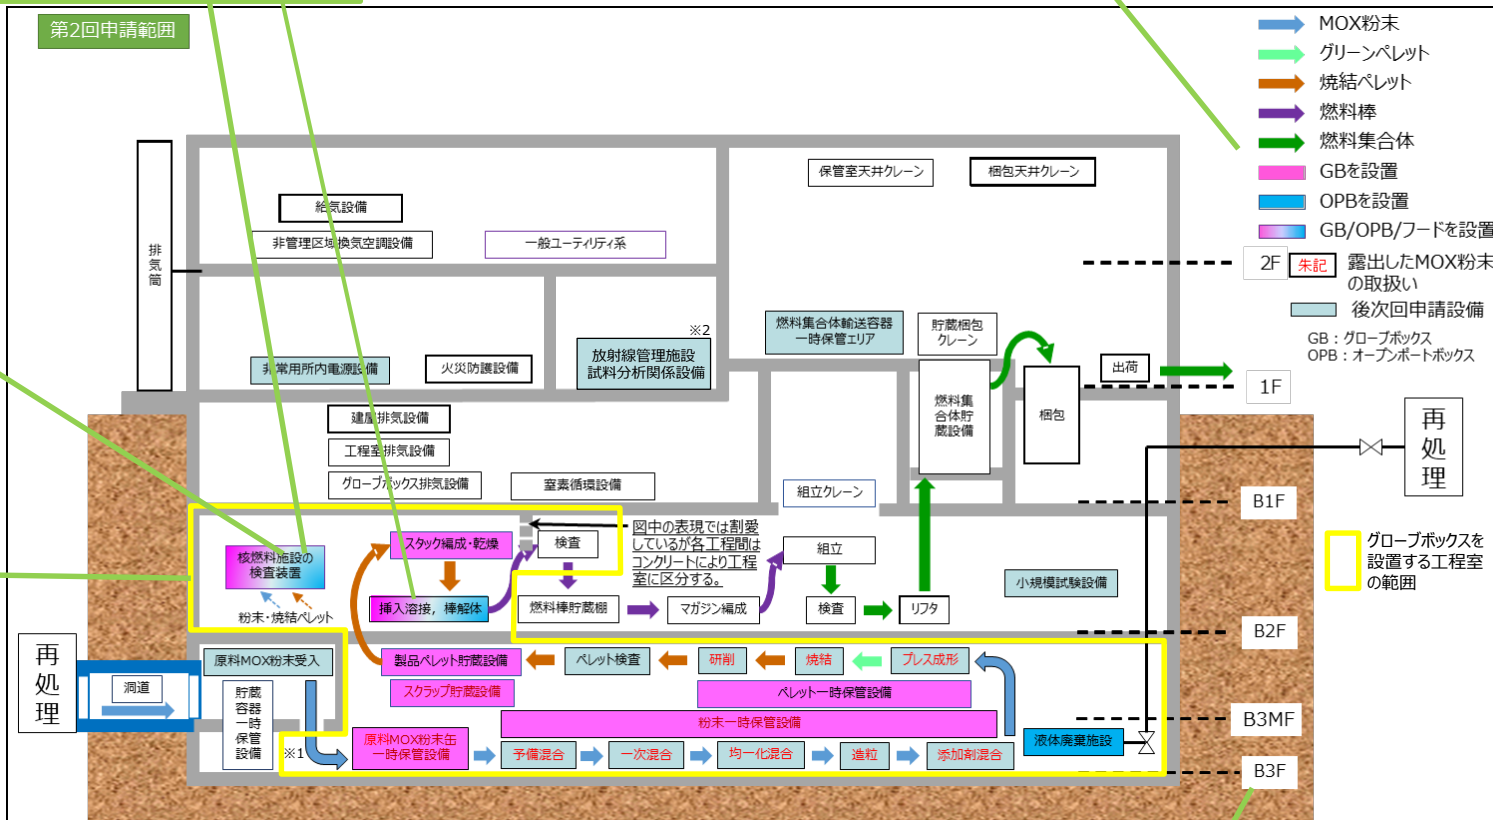 第2回申請範囲
MOX粉末
グリーンペレット
焼結ペレット
燃料棒
燃料集合体
GBを設置
OPBを設置
GB/OPB/フードを設置
朱記
露出したMOX粉末
の取扱い
後次回申請設備
GB：グローブボックス
OPB：オープンポートボックス
2F
1F
B1F
B2F
B3MF
B3F
グローブボックスを
設置する工程室
の範囲
排気筒
給気設備
非管理区域換気空調設備
一般ユーティリティ系
保管室天井クレーン
梱包天井クレーン
非常用所内電源設備
火災防護設備
※2
放射線管理施設
試料分析関係設備
燃料集合体輸送容器
一時保管エリア
貯蔵梱包
クレーン
出荷
建屋排気設備
工程室排気設備
グローブボックス排気設備
窒素循環設備
燃料集
合体貯
蔵設備
梱包
組立クレーン
再処理
核燃料施設の
検査装置
粉末・焼結ペレット
スタック編成・乾燥
挿入溶接，棒解体
検査
図中の表現では割愛
しているが各工程間は
コンクリートにより工程
室に区分する。
燃料棒貯蔵棚
マガジン編成
組立
検査
リフタ
小規模試験設備
再処理
洞道
原料MOX粉末受入
貯蔵
容器
一時
保管
設備
※1
製品ペレット貯蔵設備
ペレット検査
研削
焼結
プレス成形
スクラップ貯蔵設備
ペレット一時保管設備
粉末一時保管設備
原料MOX粉末缶
一時保管設備
予備混合
一次混合
均一化混合
造粒
添加剤混合
液体廃棄施設